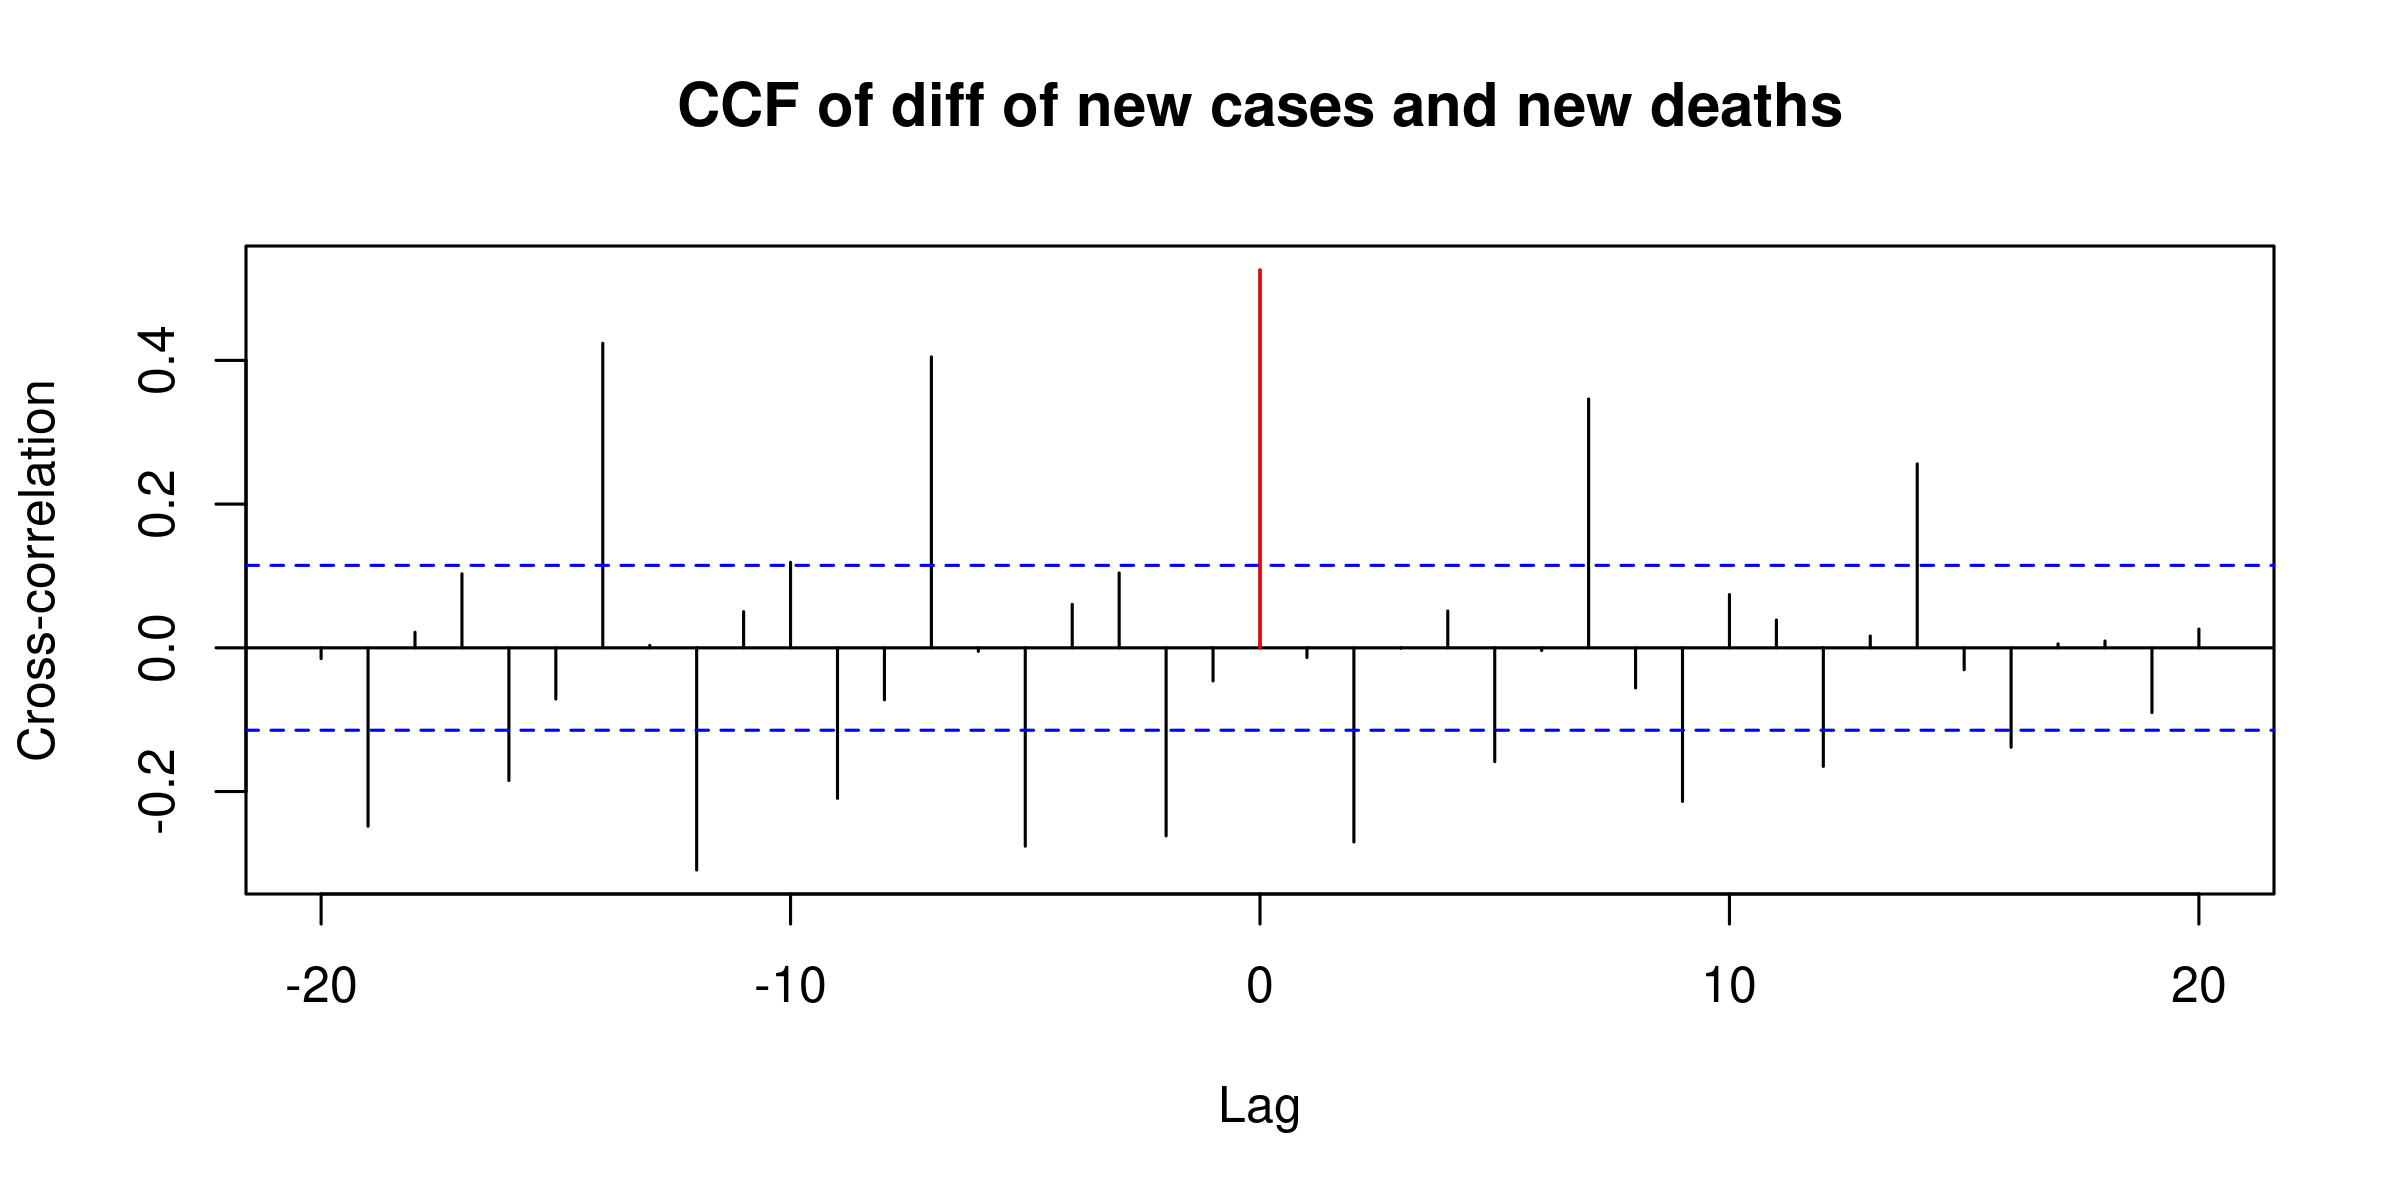 CCF of diff of new cases and new deaths
Cross-correlation
0.4
0.2
0.0
-0.2
-20 -10 0 10 20
Lag